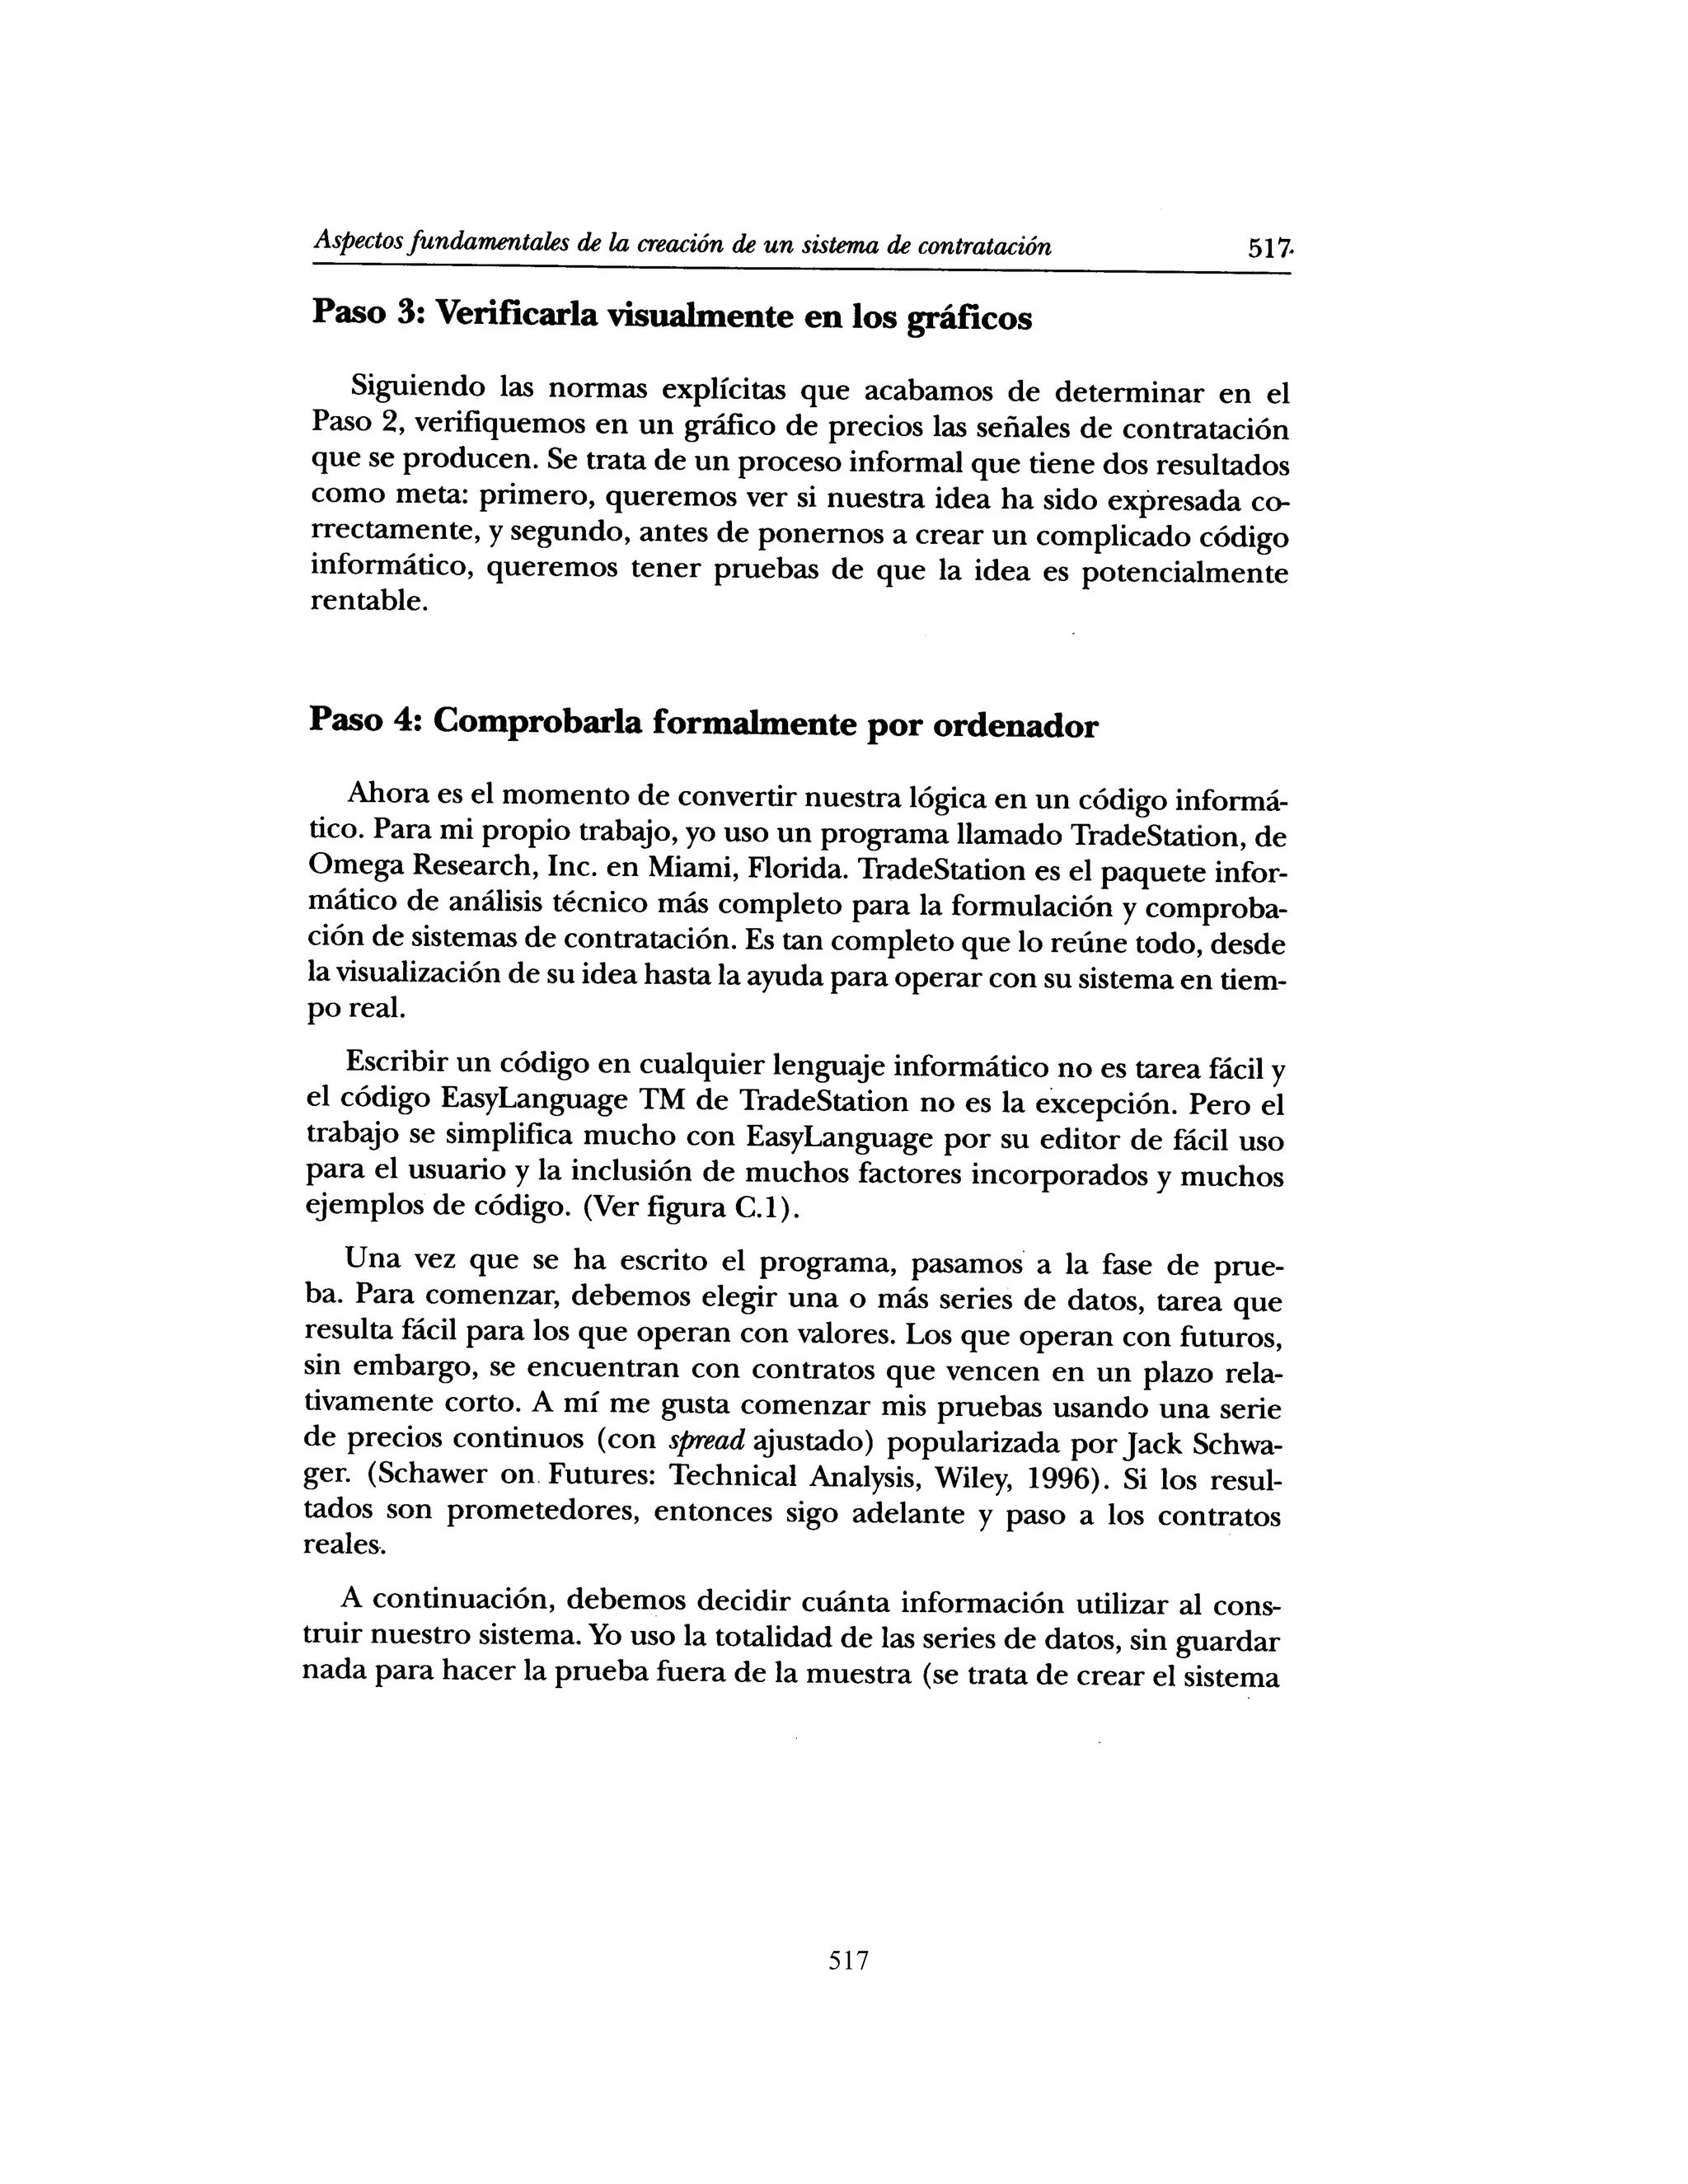 Aspectos fundamentales de la creación de un sistema de contratación 517
Paso 3: Verificarla visualmente en los gráficos
Siguiendo las normas explícitas que acabamos de determinar en el
Paso 2, verifiquemos en un gráfico de precios las señales de contratación
que se producen. Se trata de un proceso informal que tiene dos resultados
como meta: primero, queremos ver si nuestra idea ha sido expresada co-
rrectamente, y segundo, antes de ponernos a crear un complicado código
informático, queremos tener pruebas de que la idea es potencialmente
rentable.
Paso 4: Comprobarla formalmente por ordenador
Ahora es el momento de convertir nuestra lógica en un código informá-
tico. Para mi propio trabajo, yo uso un programa llamado TradeStation, de
Omega Research, Inc. en Miami, Florida. TradeStation es el paquete infor-
mático de análisis técnico más completo para la formulación y comproba-
ción de sistemas de contratación. Es tan completo que lo reúne todo, desde
la visualización de su idea hasta la ayuda para operar con su sistema en tiem-
po real.
Escribir un código en cualquier lenguaje informático no es tarea fácil y
el código EasyLanguage TM de TradeStation no es la excepción. Pero el
trabajo se simplifica mucho con EasyLanguage por su editor de fácil uso
para el usuario y la inclusión de muchos factores incorporados y muchos
ejemplos de código. (Ver figura C.1).
Una vez que se ha escrito el programa, pasamos a la fase de prue-
ba. Para comenzar, debemos elegir una o más series de datos, tarea que
resulta fácil para los que operan con valores. Los que operan con futuros,
sin embargo, se encuentran con contratos que vencen en un plazo rela-
tivamente corto. A mí me gusta comenzar mis pruebas usando una serie
de precios continuos (con spread ajustado) popularizada por Jack Schwa-
ger. (Schawer on Futures: Technical Analysis, Wiley, 1996). Si los resul-
tados son prometedores, entonces sigo adelante y paso a los contratos
reales.
A continuación, debemos decidir cuánta información utilizar al cons-
truir nuestro sistema. Yo uso la totalidad de las series de datos, sin guardar
nada para hacer la prueba fuera de la muestra (se trata de crear el sistema
517